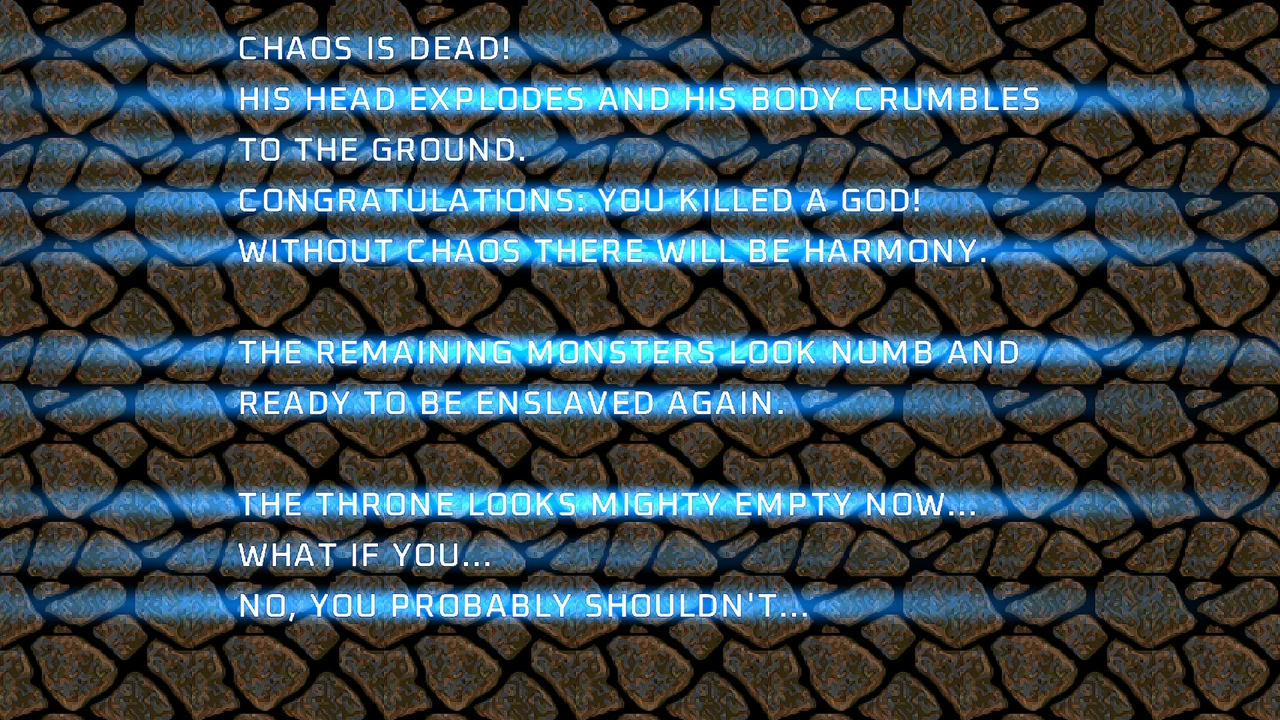 CHAOS IS DEAD!
HIS HEAD EXPLODES AND HIS BODY CRUMBLES
TO THE GROUND.
CONGRATULATIONS: YOU KILLED A GOD!
WITHOUT CHAOS THERE WILL BE HARMONY.
THE REMAINING MONSTERS LOOK NUMB AND
READY TO BE ENSLAVED AGAIN.
THE THRONE LOOKS MIGHTY EMPTY NOW...
WHAT IF YOU...
NO, YOU PROBABLY SHOULDN'T...